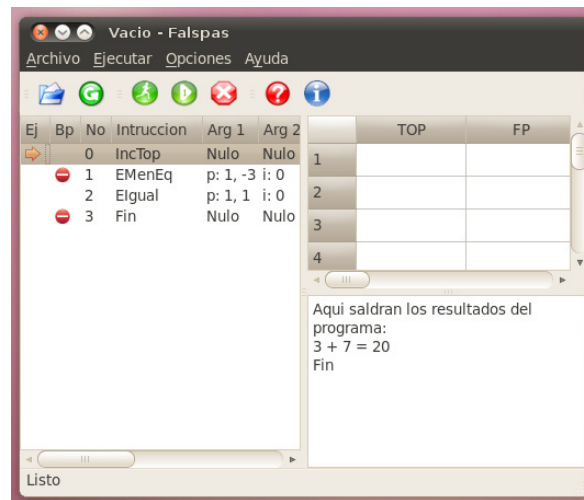 Vacio - Falspas
Archivo Ejecutar Opciones Ayuda
Ej Bp No Intruccion Arg 1 Arg 2
0 IncTop Nulo Nulo
1 EMenEq p: 1, -3 i: 0
2 EIgual p: 1, 1 i: 0
3 Fin Nulo Nulo
TOP FP
1
2
3
4
Aqui saldran los resultados del
programa:
3 + 7 = 20
Fin
Listo